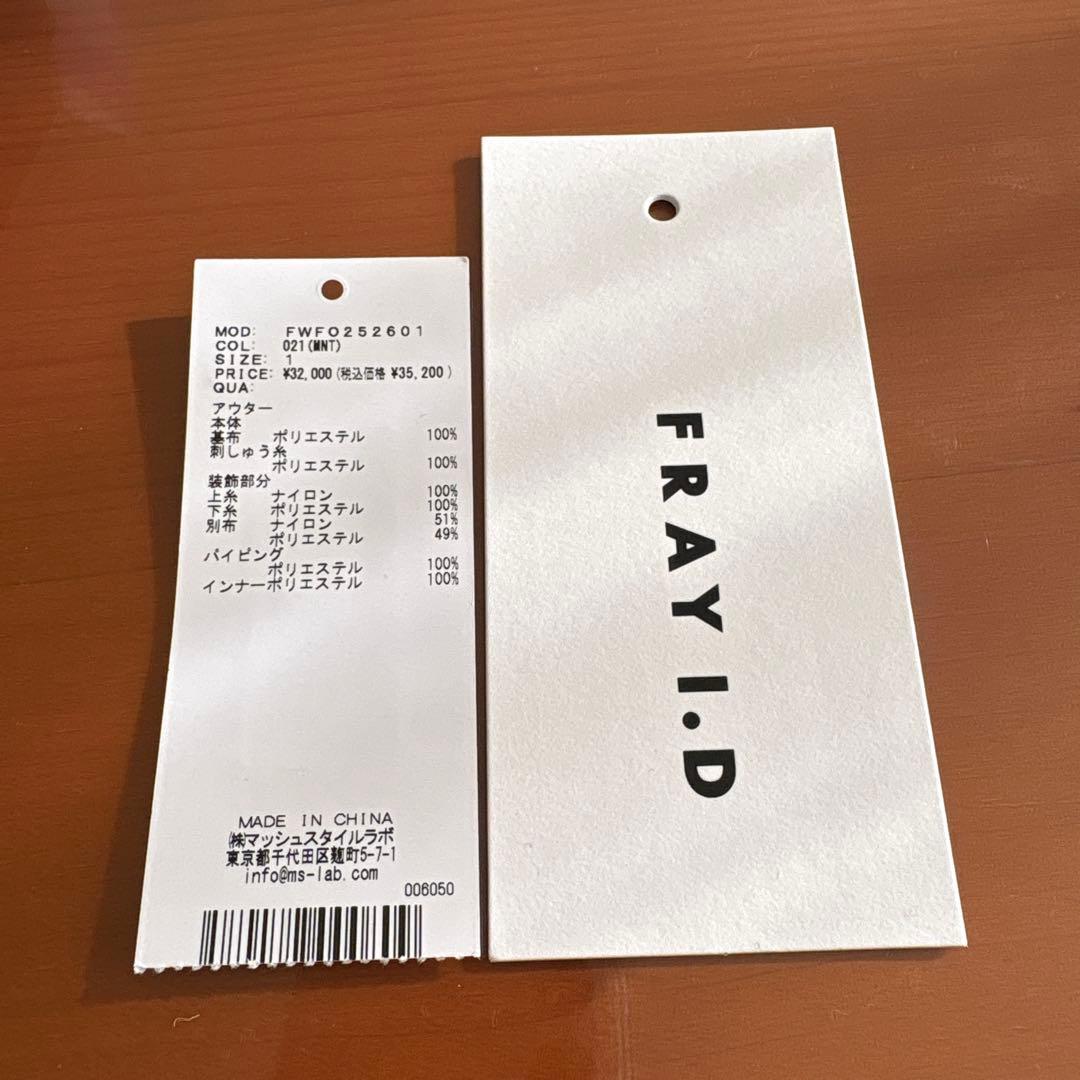 MOD: FWFO252601
COL: 021(MNT)
SIZE: 1
PRICE: ¥32,000(税込価格 ¥35,200)
QUA:
アウター
本体
基布 ポリエステル 100%
刺しゅう糸
ポリエステル 100%
装飾部分
上糸 ナイロン 100%
下糸 ポリエステル 100%
別布 ナイロン 51%
ポリエステル 49%
パイピング
ポリエステル 100%
インナーポリエステル 100%
MADE IN CHINA
㈱マッシュスタイルラボ
東京都千代田区麹町5-7-1
info@ms-lab.com
006050
FRAY I.D